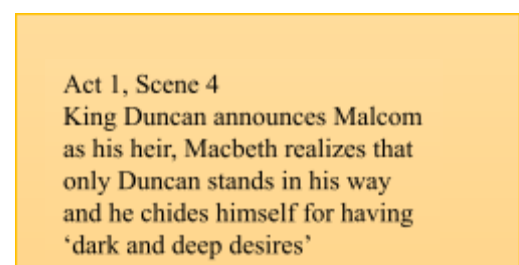 Act 1, Scene 4
King Duncan announces Malcom
as his heir, Macbeth realizes that
only Duncan stands in his way
and he chides himself for having
‘dark and deep desires’